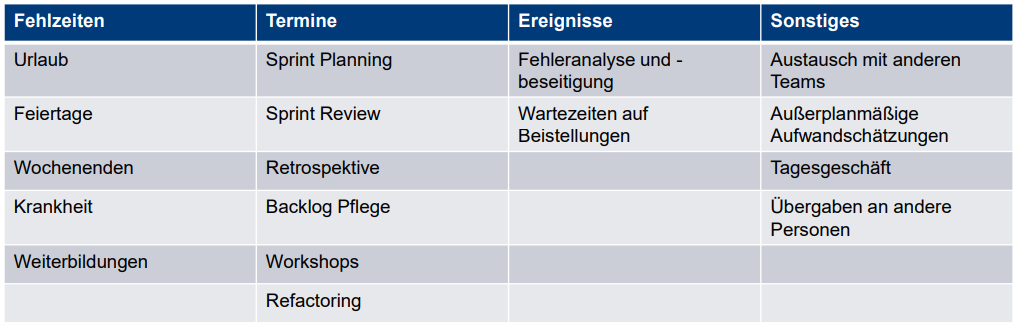 Fehlzeiten Termine Ereignisse Sonstiges
Urlaub Sprint Planning Fehleranalyse und - Austausch mit anderen
beseitigung Teams
Feiertage Sprint Review Wartezeiten auf Außerplanmäßige
Beistellungen Aufwandschätzungen
Wochenenden Retrospektive Tagesgeschäft
Krankheit Backlog Pflege Übergaben an andere
Personen
Weiterbildungen Workshops
Refactoring